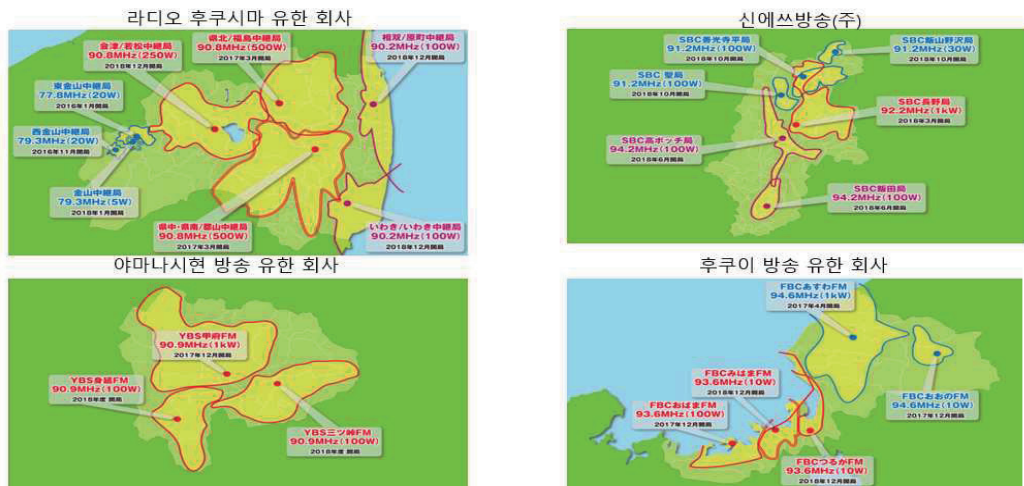 라디오 후쿠시마 유한 회사
会津/若松中継局
90.8MHz(250W)
2018年12月開局
県北/福島中継局
90.8MHz(500W)
2017年3月開局
相双/原町中継局
90.2MHz(100W)
2018年12月開局
東金山中継局
77.8MHz(20W)
2016年1月開局
西金山中継局
79.3MHz(20W)
2016年11月開局
金山中継局
79.3MHz(5W)
2018年1月開局
県中・県南/郡山中継局
90.8MHz(500W)
2017年3月開局
いわき/いわき中継局
90.2MHz(100W)
2018年12月開局
신에쓰방송(주)
SBC善光寺平局
91.2MHz(100W)
2018年10月開局
SBC飯山野沢局
91.2MHz(30W)
2018年10月開局
SBC 聖局
91.2MHz(100W)
2018年10月開局
SBC長野局
92.2MHz(1kW)
2018年3月開局
SBC高ボッチ局
94.2MHz(100W)
2018年6月開局
SBC飯田局
94.2MHz(100W)
2018年6月開局
야마나시현 방송 유한 회사
YBS甲府FM
90.9MHz(1kW)
2017年12月開局
YBS身延FM
90.9MHz(100W)
2018年度 開局
YBS三ツ峠FM
90.9MHz(100W)
2018年度 開局
후쿠이 방송 유한 회사
FBCあすわFM
94.6MHz(1kW)
2017年4月開局
FBCみはまFM
93.6MHz(10W)
2018年12月開局
FBCおばまFM
93.6MHz(100W)
2017年12月開局
FBCおおのFM
94.6MHz(10W)
2017年12月開局
FBCつるがFM
93.6MHz(10W)
2018年12月開局